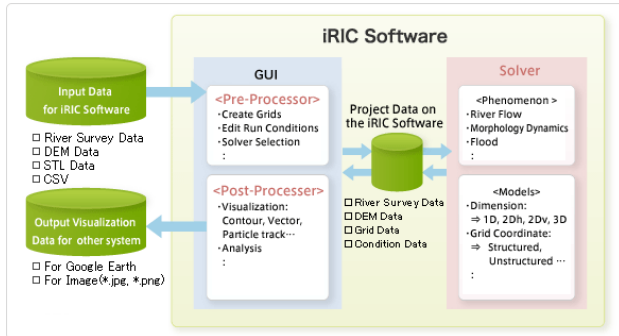 iRIC Software
Input Data
for iRIC Software
□ River Survey Data
□ DEM Data
□ STL Data
□ CSV
Output Visualization
Data for other system
□ For Google Earth
□ For Image(*.jpg, *.png)
GUI
<Pre-Processor>
・Create Grids
・Edit Run Conditions
・Solver Selection
:
<Post-Processer>
・Visualization:
Contour, Vector,
Particle track…
・Analysis
:
Project Data on
the iRIC Software
□ River Survey Data
□ DEM Data
□ Grid Data
□ Condition Data
Solver
<Phenomenon >
・River Flow
・Morphology Dynamics
・Flood
:
<Models>
・Dimension:
⇒ 1D, 2Dh, 2Dv, 3D
・Grid Coordinate:
⇒ Structured,
Unstructured …
: